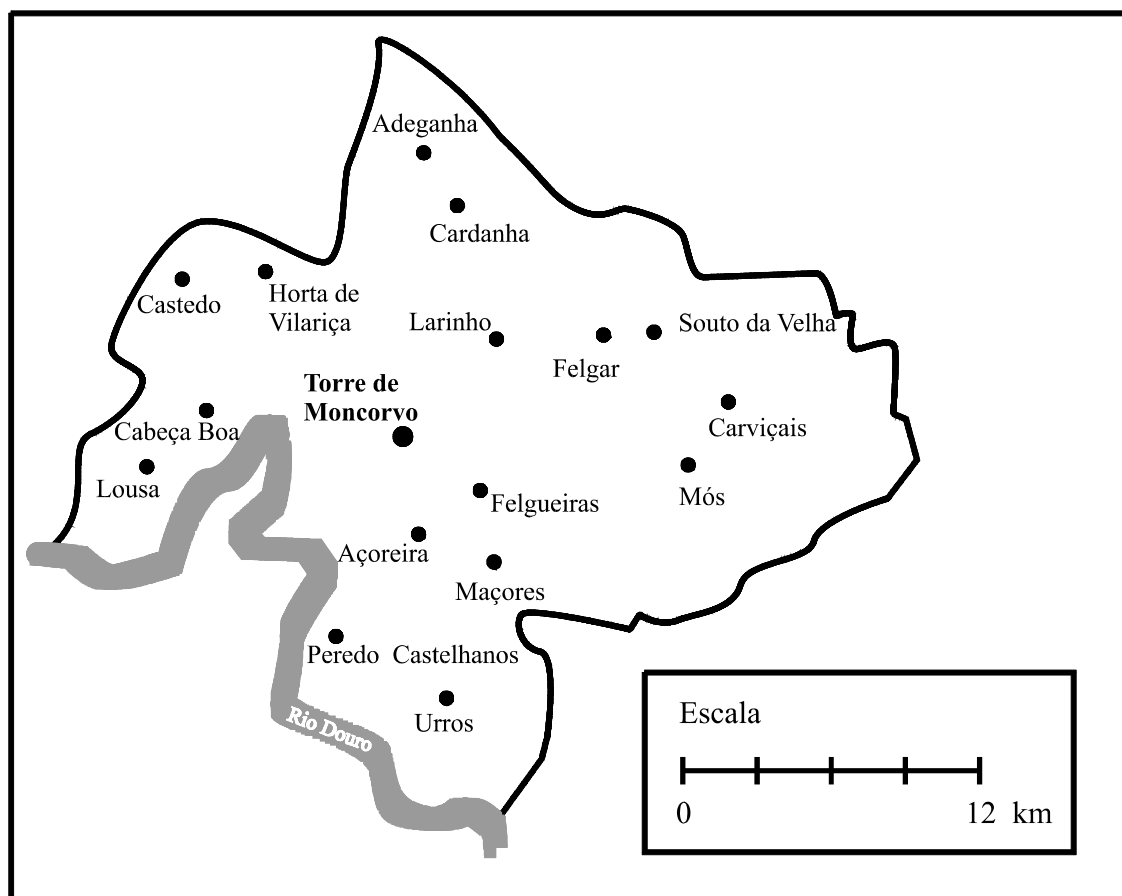 Adeganha
Cardanha
Castedo
Horta de
Vilariça
Larinho
Souto da Velha
Felgar
Torre de
Moncorvo
Cabeça Boa
Carviçais
Lousa
Mós
Felgueiras
Açoreira
Maçores
Peredo Castelhanos
Urros
Rio Douro
Escala
0 12 km